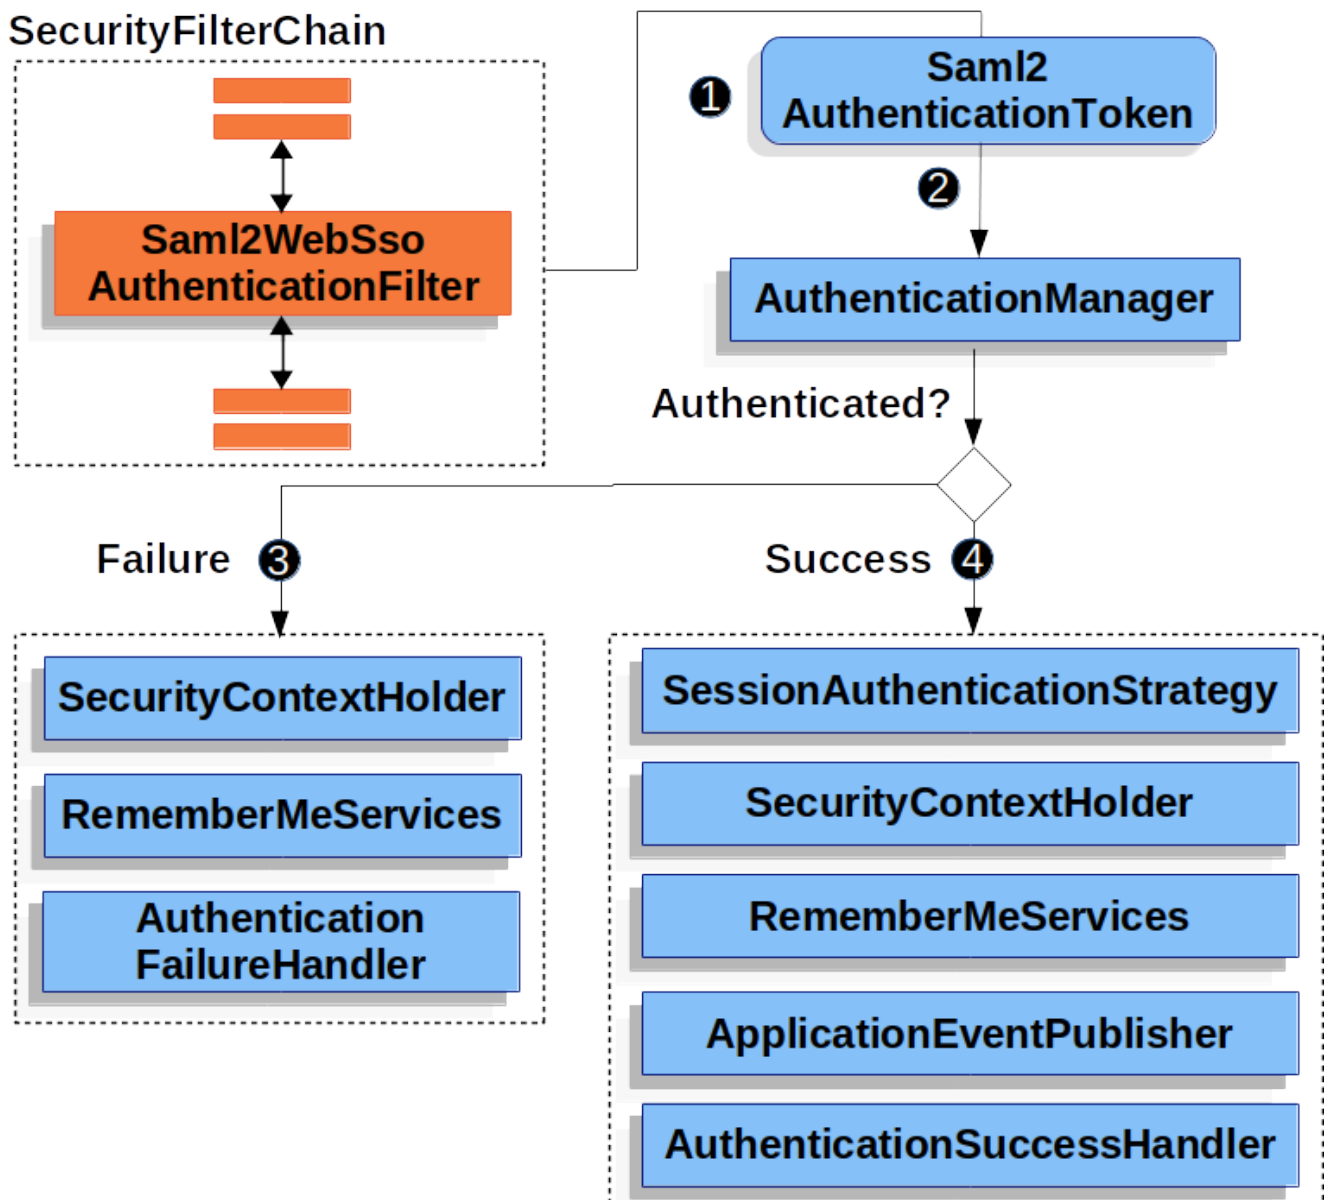 SecurityFilterChain
Saml2WebSso
AuthenticationFilter
1
Saml2
AuthenticationToken
2
AuthenticationManager
Authenticated?
Failure 3
SecurityContextHolder
RememberMeServices
Authentication
FailureHandler
Success 4
SessionAuthenticationStrategy
SecurityContextHolder
RememberMeServices
ApplicationEventPublisher
AuthenticationSuccessHandler